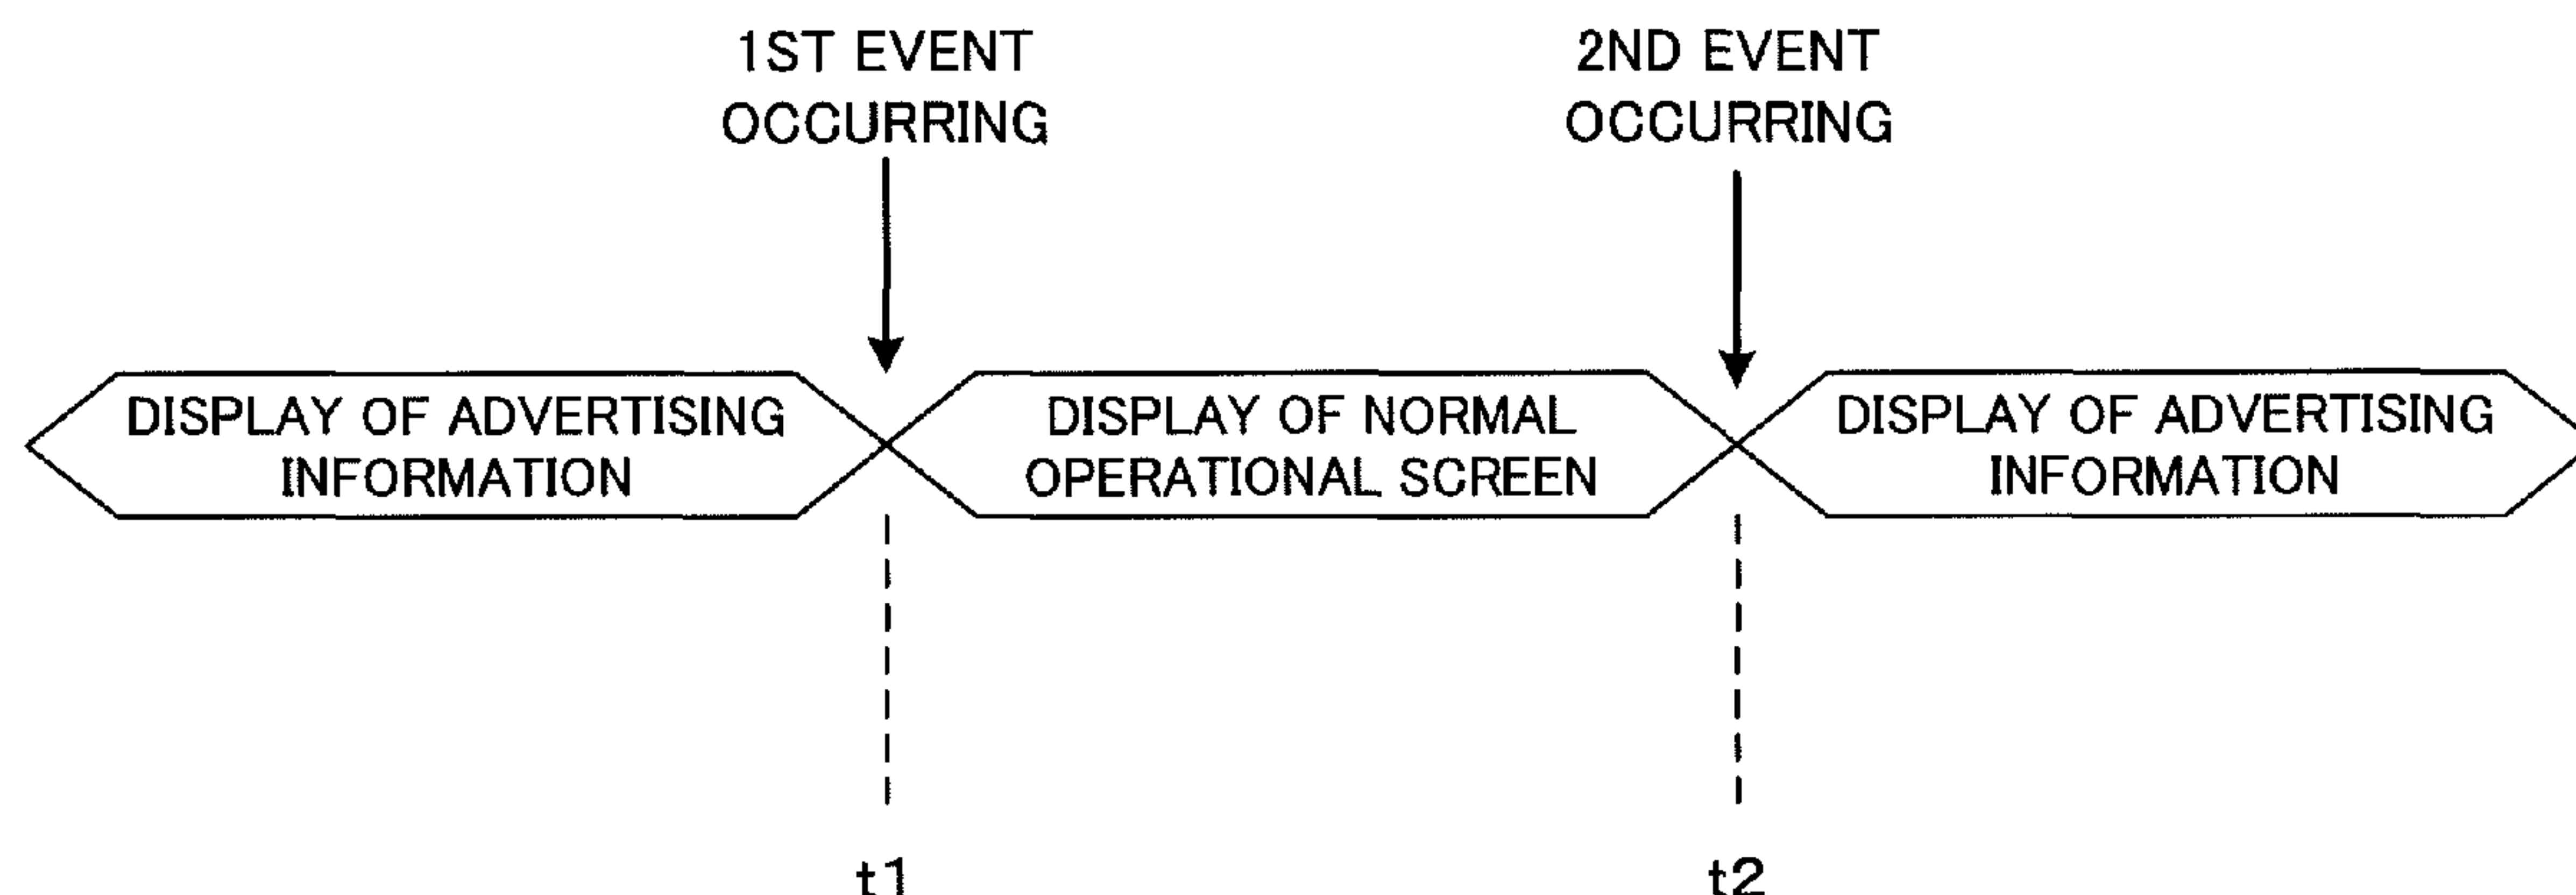 1ST EVENT
OCCURRING
2ND EVENT
OCCURRING
DISPLAY OF ADVERTISING
INFORMATION
DISPLAY OF NORMAL
OPERATIONAL SCREEN
DISPLAY OF ADVERTISING
INFORMATION
t1
t2